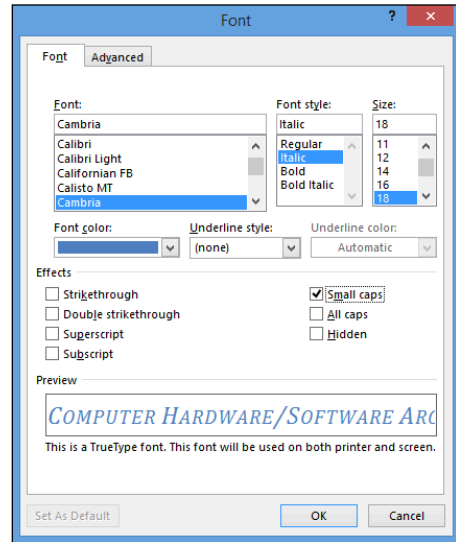 Font ? ×
Font Advanced
Font: Font style: Size:
Cambria Italic 18
Calibri Regular 11
Calibri Light Italic 12
Californian FB Bold 14
Calisto MT Bold Italic 16
Cambria 18
Font color: Underline style: Underline color:
(none) Automatic
Effects
Strikethrough Small caps
Double strikethrough All caps
Superscript Hidden
Subscript
Preview
COMPUTER HARDWARE/SOFTWARE ARC
This is a TrueType font. This font will be used on both printer and screen.
Set As Default OK Cancel